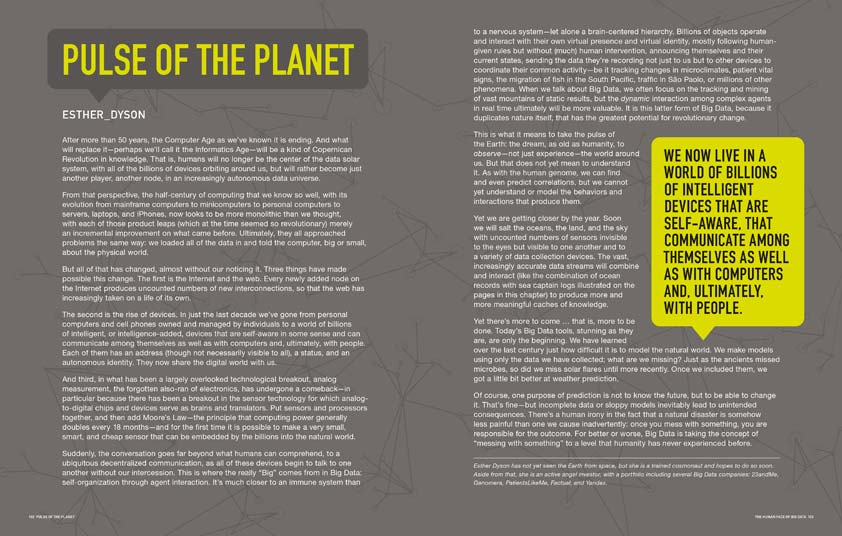 PULSE OF THE PLANET
ESTHER_DYSON
After more than 50 years, the Computer Age as we've known it is ending. And what
will replace it—perhaps we'll call it the Informatics Age—will be a kind of Copernican
Revolution in knowledge. That is, humans will no longer be the center of the data solar
system, with all of the billions of devices orbiting around us, but will rather become just
another player, another node, in an increasingly autonomous data universe.
From that perspective, the half-century of computing that we know so well, with its
evolution from mainframe computers to minicomputers to personal computers to
servers, laptops, and iPhones, now looks to be more monolithic than we thought,
with each of those product leaps (which at the time seemed so revolutionary) merely
an incremental improvement on what came before. Ultimately, they all approached
problems the same way: we loaded all of the data in and told the computer, big or small,
about the physical world.
But all of that has changed, almost without our noticing it. Three things have made
possible this change. The first is the Internet and the Web. Every newly added node on
the Internet produces uncounted numbers of new interconnections, so that the web has
increasingly taken on a life of its own.
The second is the rise of devices. In just the last decade we've gone from personal
computers and cell phones owned and managed by individuals to a world of billions
of intelligent, or intelligence-added, devices that are self-aware in some sense and can
communicate among themselves as well as with computers and, ultimately, with people.
Each of them has an address (though not necessarily visible to all), a status, and an
autonomous identity. They now share the digital world with us.
And third, in what has been a largely overlooked technological breakout, analog
measurement, the forgotten also-ran of electronics, has undergone a comeback—in
particular because there has been a breakout in the sensor technology for which analog-
to-digital chips and devices serve as brains and translators. Put sensors and processors
together, and then add Moore's Law—the principle that computing power generally
doubles every 18 months—and for the first time it is possible to make a very small,
smart, and cheap sensor that can be embedded by the billions into the natural world.
Suddenly, the conversation goes far beyond what humans can comprehend, to a
ubiquitous decentralized communication, as all of these devices begin to talk to one
another without our intercession. This is where the really "Big" comes from in Big Data:
self-organization through agent interaction. It's much closer to an immune system than
to a nervous system—let alone a brain-centered hierarchy. Billions of objects operate
and interact with their own virtual presence and virtual identity, mostly following human-
given rules but without (much) human intervention, announcing themselves and their
current states, sending the data they're recording not just to us but to other devices to
coordinate their common activity—be it tracking changes in microclimates, patient vital
signs, the migration of fish in the South Pacific, traffic in São Paolo, or millions of other
phenomena. When we talk about Big Data, we often focus on the tracking and mining
of vast mountains of static results, but the dynamic interaction among complex agents
in real time ultimately will be more valuable. It is this latter form of Big Data, because it
duplicates nature itself, that has the greatest potential for revolutionary change.
This is what it means to take the pulse of
the Earth: the dream, as old as humanity, to
observe—not just experience—the world around
us. But that does not yet mean to understand
it. As with the human genome, we can find
and even predict correlations, but we cannot
yet understand or model the behaviors and
interactions that produce them.
Yet we are getting closer by the year. Soon
we will salt the oceans, the land, and the sky
with uncounted numbers of sensors invisible
to the eyes but visible to one another and to
a variety of data collection devices. The vast,
increasingly accurate data streams will combine
and interact (like the combination of ocean
records with sea captain logs illustrated on the
pages in this chapter) to produce more and
more meaningful caches of knowledge.
Yet there's more to come ... that is, more to be
done. Today's Big Data tools, stunning as they
are, are only the beginning. We have learned
over the last century just how difficult it is to model the natural world. We make models
using only the data we have collected; what are we missing? Just as the ancients missed
microbes, so did we miss solar flares until more recently. Once we included them, we
got a little bit better at weather prediction.
Of course, one purpose of prediction is not to know the future, but to be able to change
it. That's fine—but incomplete data or sloppy models inevitably lead to unintended
consequences. There's a human irony in the fact that a natural disaster is somehow
less painful than one we cause inadvertently: once you mess with something, you are
responsible for the outcome. For better or worse, Big Data is taking the concept of
"messing with something" to a level that humanity has never experienced before.
WE NOW LIVE IN A
WORLD OF BILLIONS
OF INTELLIGENT
DEVICES THAT ARE
SELF-AWARE, THAT
COMMUNICATE AMONG
THEMSELVES AS WELL
AS WITH COMPUTERS
AND, ULTIMATELY,
WITH PEOPLE.
Esther Dyson has not yet seen the Earth from space, but she is a trained cosmonaut and hopes to do so soon.
Aside from that, she is an active angel investor, with a portfolio including several Big Data companies: 23andMe,
Genomera, PatientsLikeMe, Factual, and Yandex.
102 PULSE OF THE PLANET
THE HUMAN FACE OF BIG DATA 103